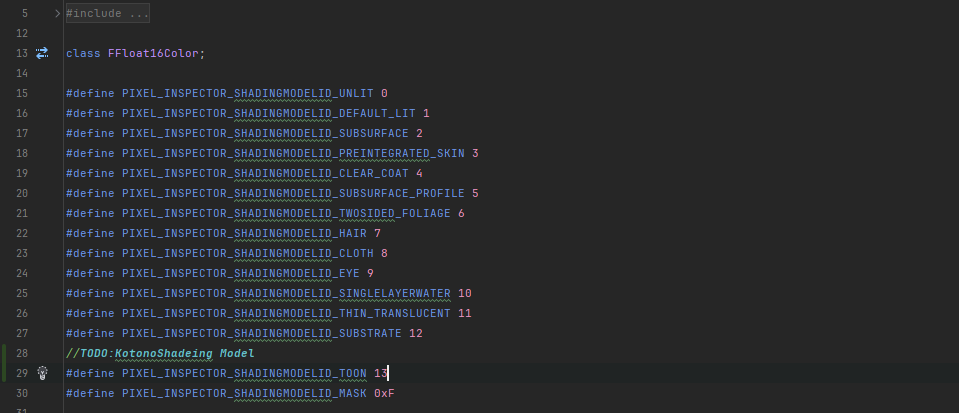 5 #include ...
12
13 class FFloat16Color;
14
15 #define PIXEL_INSPECTOR_SHADINGMODELID_UNLIT 0
16 #define PIXEL_INSPECTOR_SHADINGMODELID_DEFAULT_LIT 1
17 #define PIXEL_INSPECTOR_SHADINGMODELID_SUBSURFACE 2
18 #define PIXEL_INSPECTOR_SHADINGMODELID_PREINTEGRATED_SKIN 3
19 #define PIXEL_INSPECTOR_SHADINGMODELID_CLEAR_COAT 4
20 #define PIXEL_INSPECTOR_SHADINGMODELID_SUBSURFACE_PROFILE 5
21 #define PIXEL_INSPECTOR_SHADINGMODELID_TWOSIDED_FOLIAGE 6
22 #define PIXEL_INSPECTOR_SHADINGMODELID_HAIR 7
23 #define PIXEL_INSPECTOR_SHADINGMODELID_CLOTH 8
24 #define PIXEL_INSPECTOR_SHADINGMODELID_EYE 9
25 #define PIXEL_INSPECTOR_SHADINGMODELID_SINGLELAYERWATER 10
26 #define PIXEL_INSPECTOR_SHADINGMODELID_THIN_TRANSLUCENT 11
27 #define PIXEL_INSPECTOR_SHADINGMODELID_SUBSTRATE 12
28 //TODO:KotonoShadeing Model
29 #define PIXEL_INSPECTOR_SHADINGMODELID_TOON 13
30 #define PIXEL_INSPECTOR_SHADINGMODELID_MASK 0xF